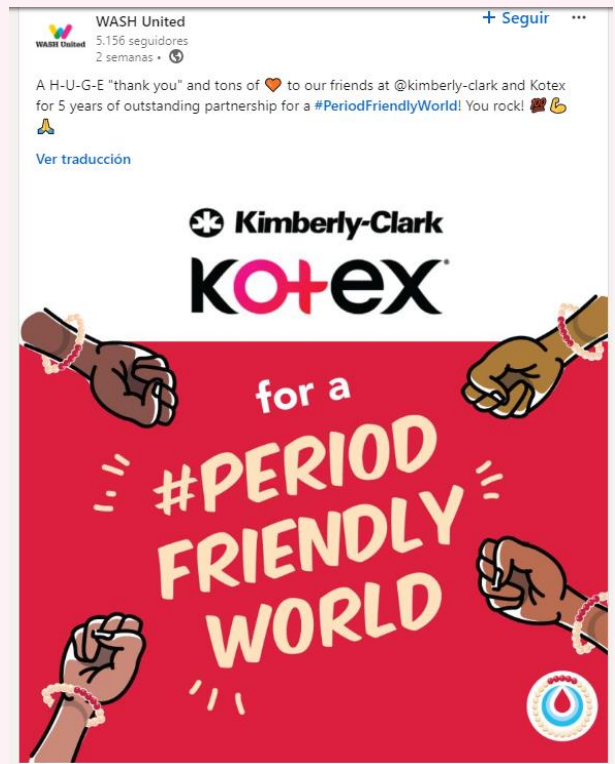 WASH United
+ Seguir ···
WASH United
5.156 seguidores
2 semanas •
A H-U-G-E "thank you" and tons of 🧡 to our friends at @kimberly-clark and Kotex
for 5 years of outstanding partnership for a #PeriodFriendlyWorld! You rock! 💯 💪🏾
🙏
Ver traducción
Kimberly-Clark
Kotex®
for a
#PERIOD
FRIENDLY
WORLD